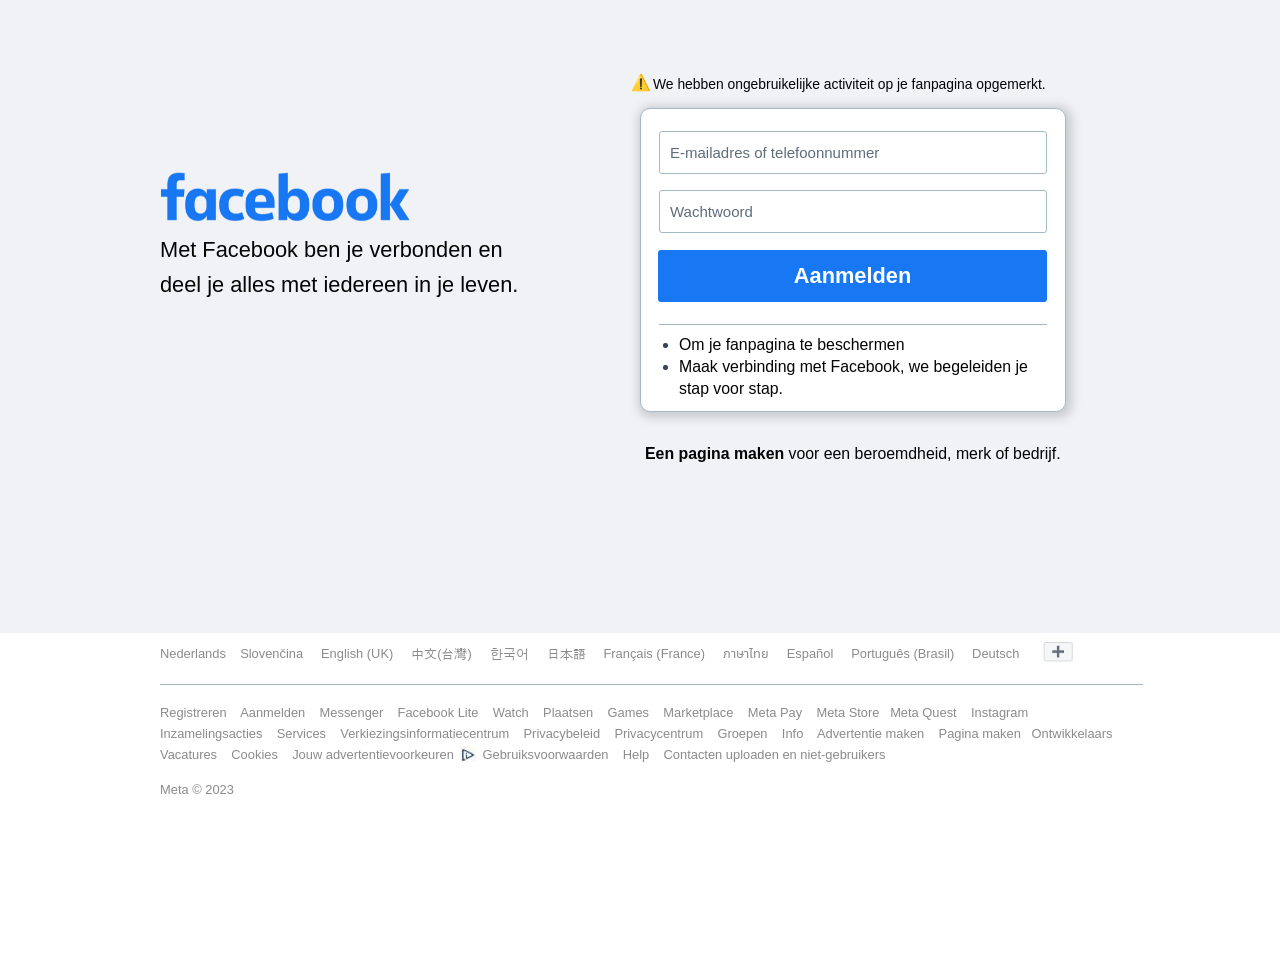 ⚠️ We hebben ongebruikelijke activiteit op je fanpagina opgemerkt.
E-mailadres of telefoonnummer
facebook
Wachtwoord
Met Facebook ben je verbonden en
deel je alles met iedereen in je leven.
Aanmelden
Om je fanpagina te beschermen
Maak verbinding met Facebook, we begeleiden je
stap voor stap.
Een pagina maken voor een beroemdheid, merk of bedrijf.
Nederlands Slovenčina English (UK) 中文(台灣) 한국어 日本語 Français (France) ภาษาไทย Español Português (Brasil) Deutsch
Registreren Aanmelden Messenger Facebook Lite Watch Plaatsen Games Marketplace Meta Pay Meta Store Meta Quest Instagram
Inzamelingsacties Services Verkiezingsinformatiecentrum Privacybeleid Privacycentrum Groepen Info Advertentie maken Pagina maken Ontwikkelaars
Vacatures Cookies Jouw advertentievoorkeuren Gebruiksvoorwaarden Help Contacten uploaden en niet-gebruikers
Meta © 2023